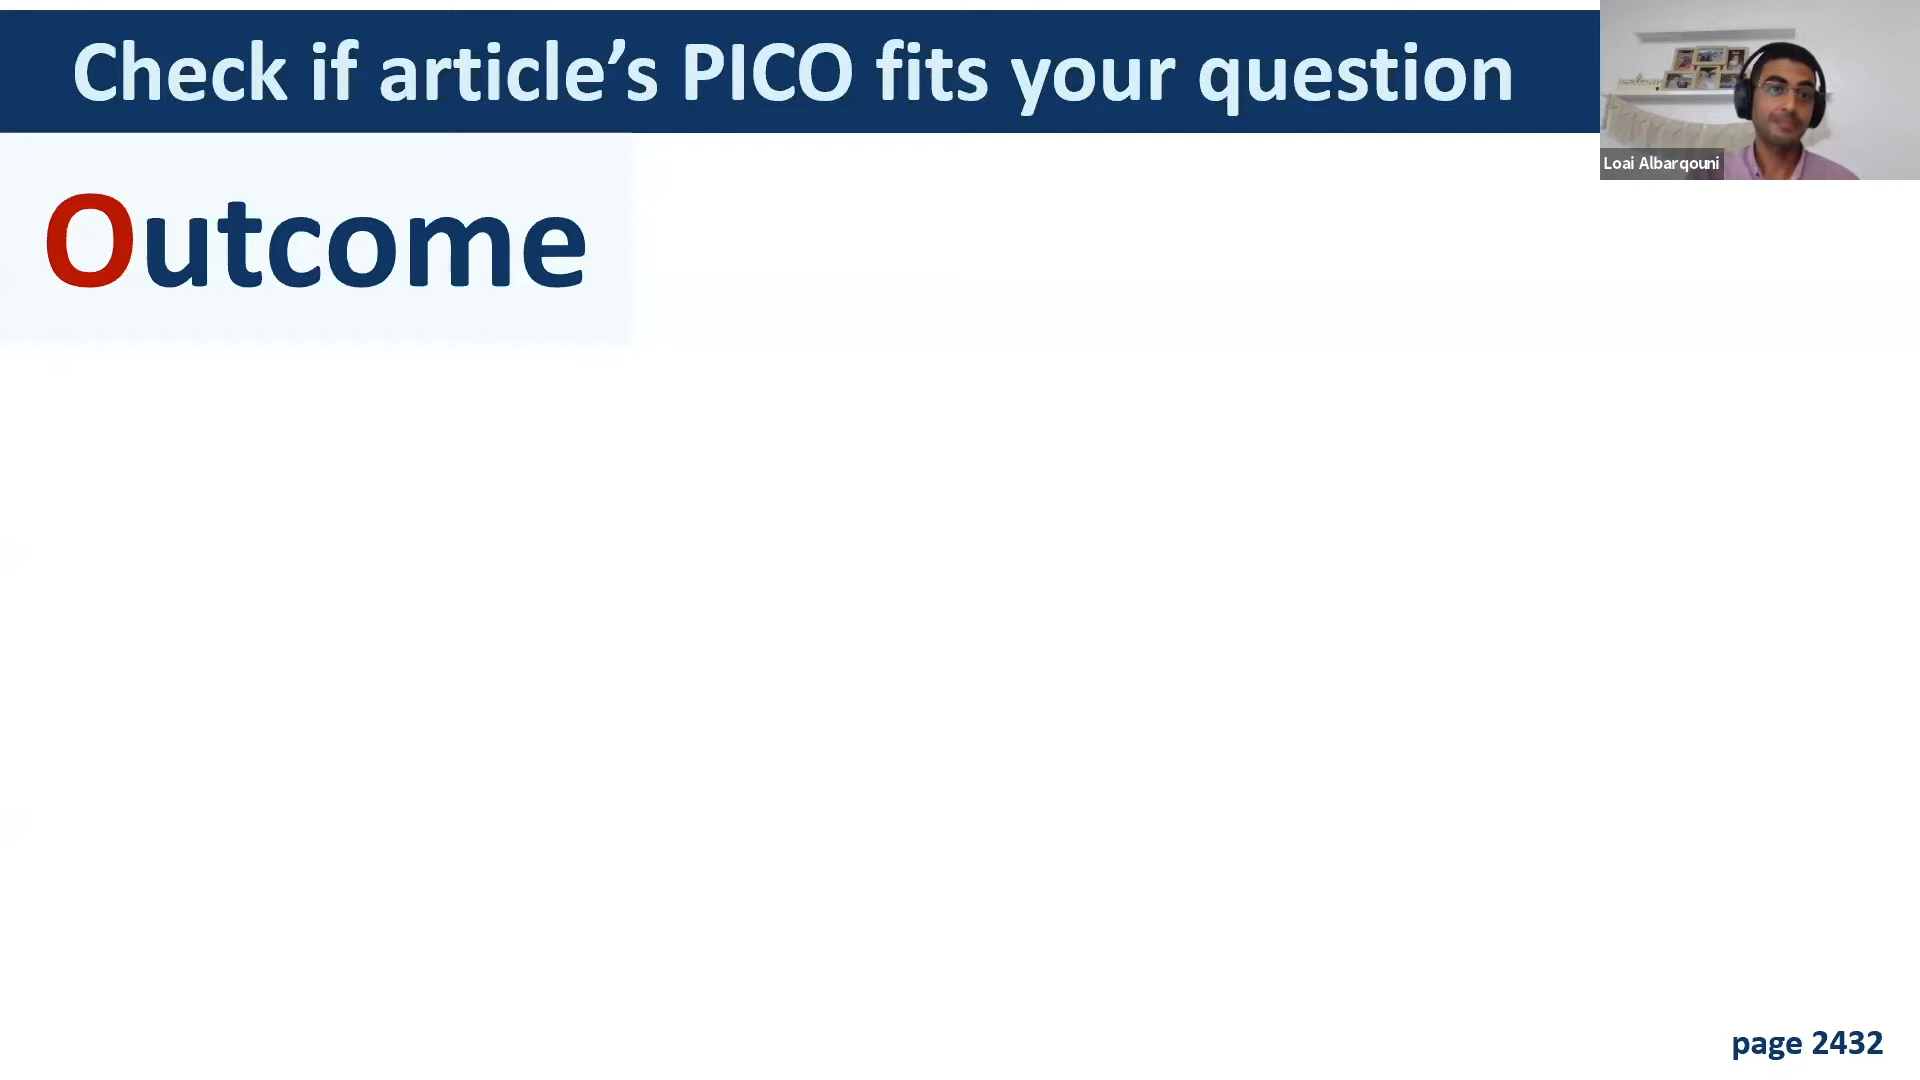 Check if article’s PICO fits your question
Loai Albarqouni
Outcome
page 2432